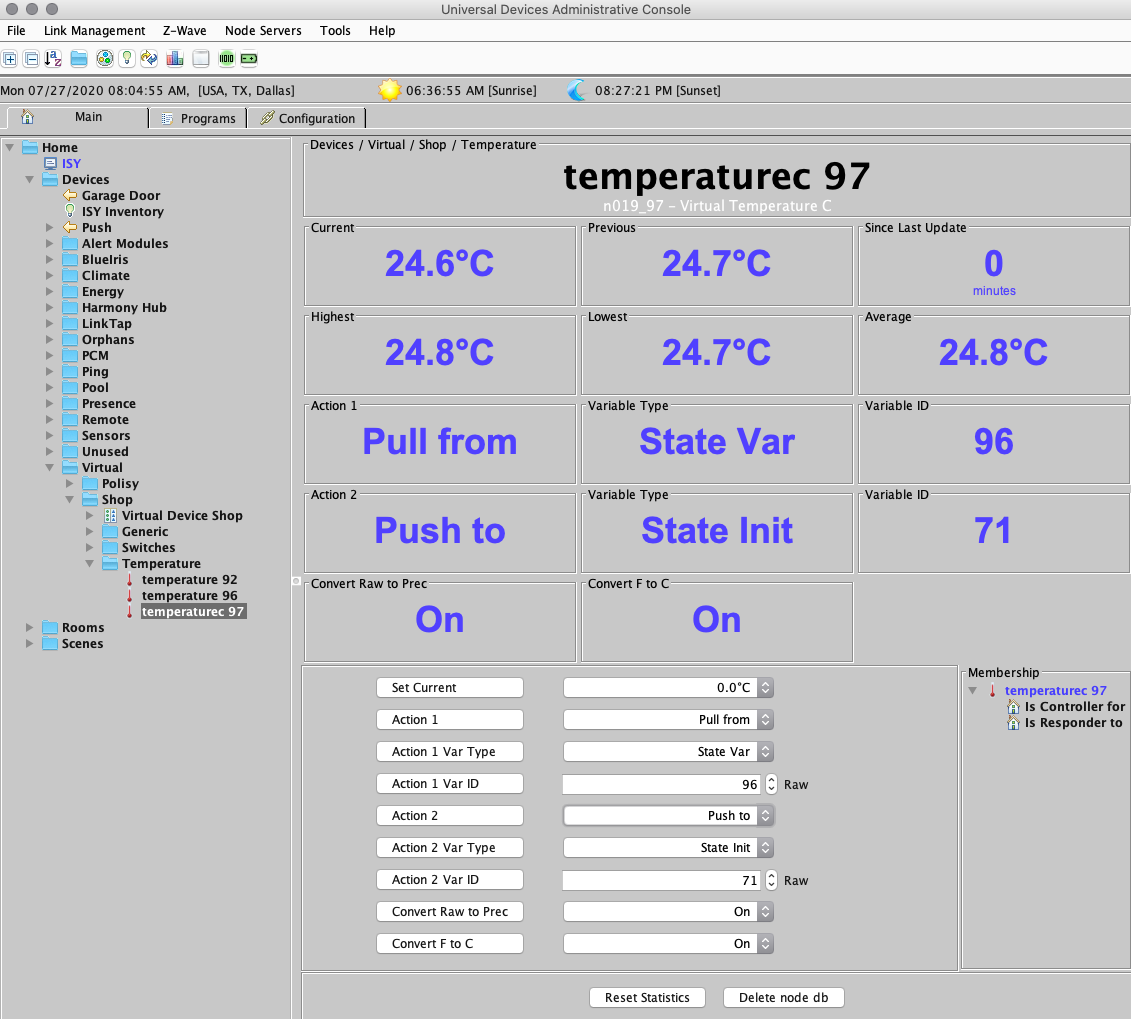 Universal Devices Administrative Console
File Link Management Z-Wave Node Servers Tools Help
Mon 07/27/2020 08:04:55 AM, [USA, TX, Dallas] 06:36:55 AM [Sunrise] 08:27:21 PM [Sunset]
Main Programs Configuration
Home
ISY
Devices
Garage Door
ISY Inventory
Push
Alert Modules
BlueIris
Climate
Energy
Harmony Hub
LinkTap
Orphans
PCM
Ping
Pool
Presence
Remote
Sensors
Unused
Virtual
Polisy
Shop
Virtual Device Shop
Generic
Switches
Temperature
temperature 92
temperature 96
temperaturec 97
Rooms
Scenes
Devices / Virtual / Shop / Temperature
temperaturec 97
n019_97 - Virtual Temperature C
Current
24.6°C
Previous
24.7°C
Since Last Update
0
minutes
Highest
24.8°C
Lowest
24.7°C
Average
24.8°C
Action 1
Pull from
Variable Type
State Var
Variable ID
96
Action 2
Push to
Variable Type
State Init
Variable ID
71
Convert Raw to Prec
On
Convert F to C
On
Set Current 0.0°C
Action 1 Pull from
Action 1 Var Type State Var
Action 1 Var ID 96 Raw
Action 2 Push to
Action 2 Var Type State Init
Action 2 Var ID 71 Raw
Convert Raw to Prec On
Convert F to C On
Membership
temperaturec 97
Is Controller for
Is Responder to
Reset Statistics Delete node db